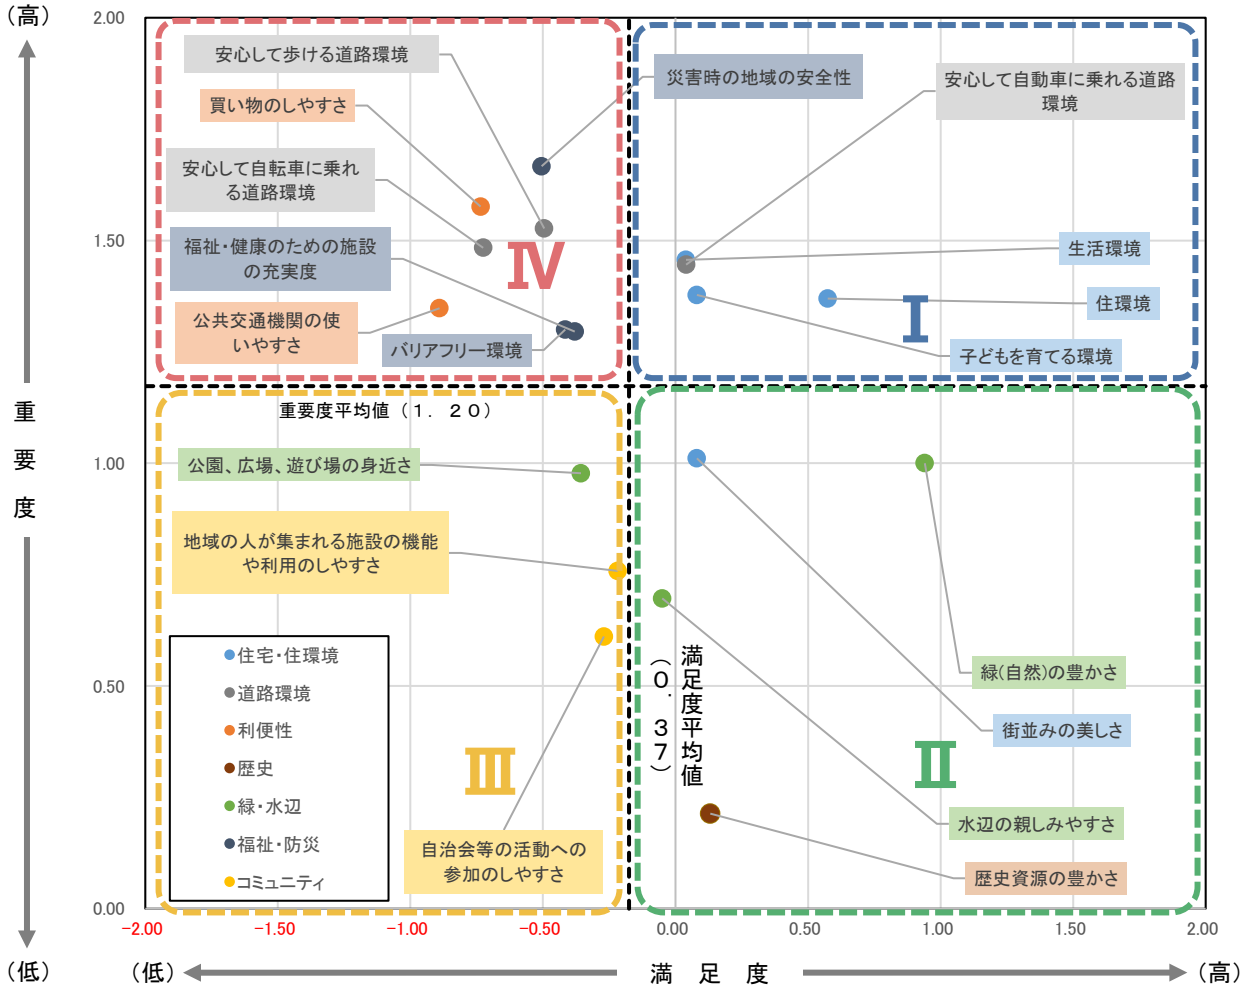 (高)
2.00
安心して歩ける道路環境
災害時の地域の安全性
安心して自動車に乗れる道路
環境
買い物のしやすさ
安心して自転車に乗れ
る道路環境
1.50
福祉・健康のための施設
の充実度
Ⅳ
生活環境
Ⅰ
住環境
公共交通機関の使
いやすさ
バリアフリー環境
子どもを育てる環境
重
要
度
重要度平均値（１．２０）
1.00
公園、広場、遊び場の身近さ
地域の人が集まれる施設の機能
や利用のしやすさ
住宅・住環境
道路環境
利便性
歴史
緑・水辺
福祉・防災
コミュニティ
0.50
満足度平均値
（０．３７）
緑(自然)の豊かさ
街並みの美しさ
Ⅲ
Ⅱ
水辺の親しみやすさ
自治会等の活動への
参加のしやすさ
歴史資源の豊かさ
0.00
-2.00 -1.50 -1.00 -0.50 0.00 0.50 1.00 1.50 2.00
(低)
(低) 満足度 (高)